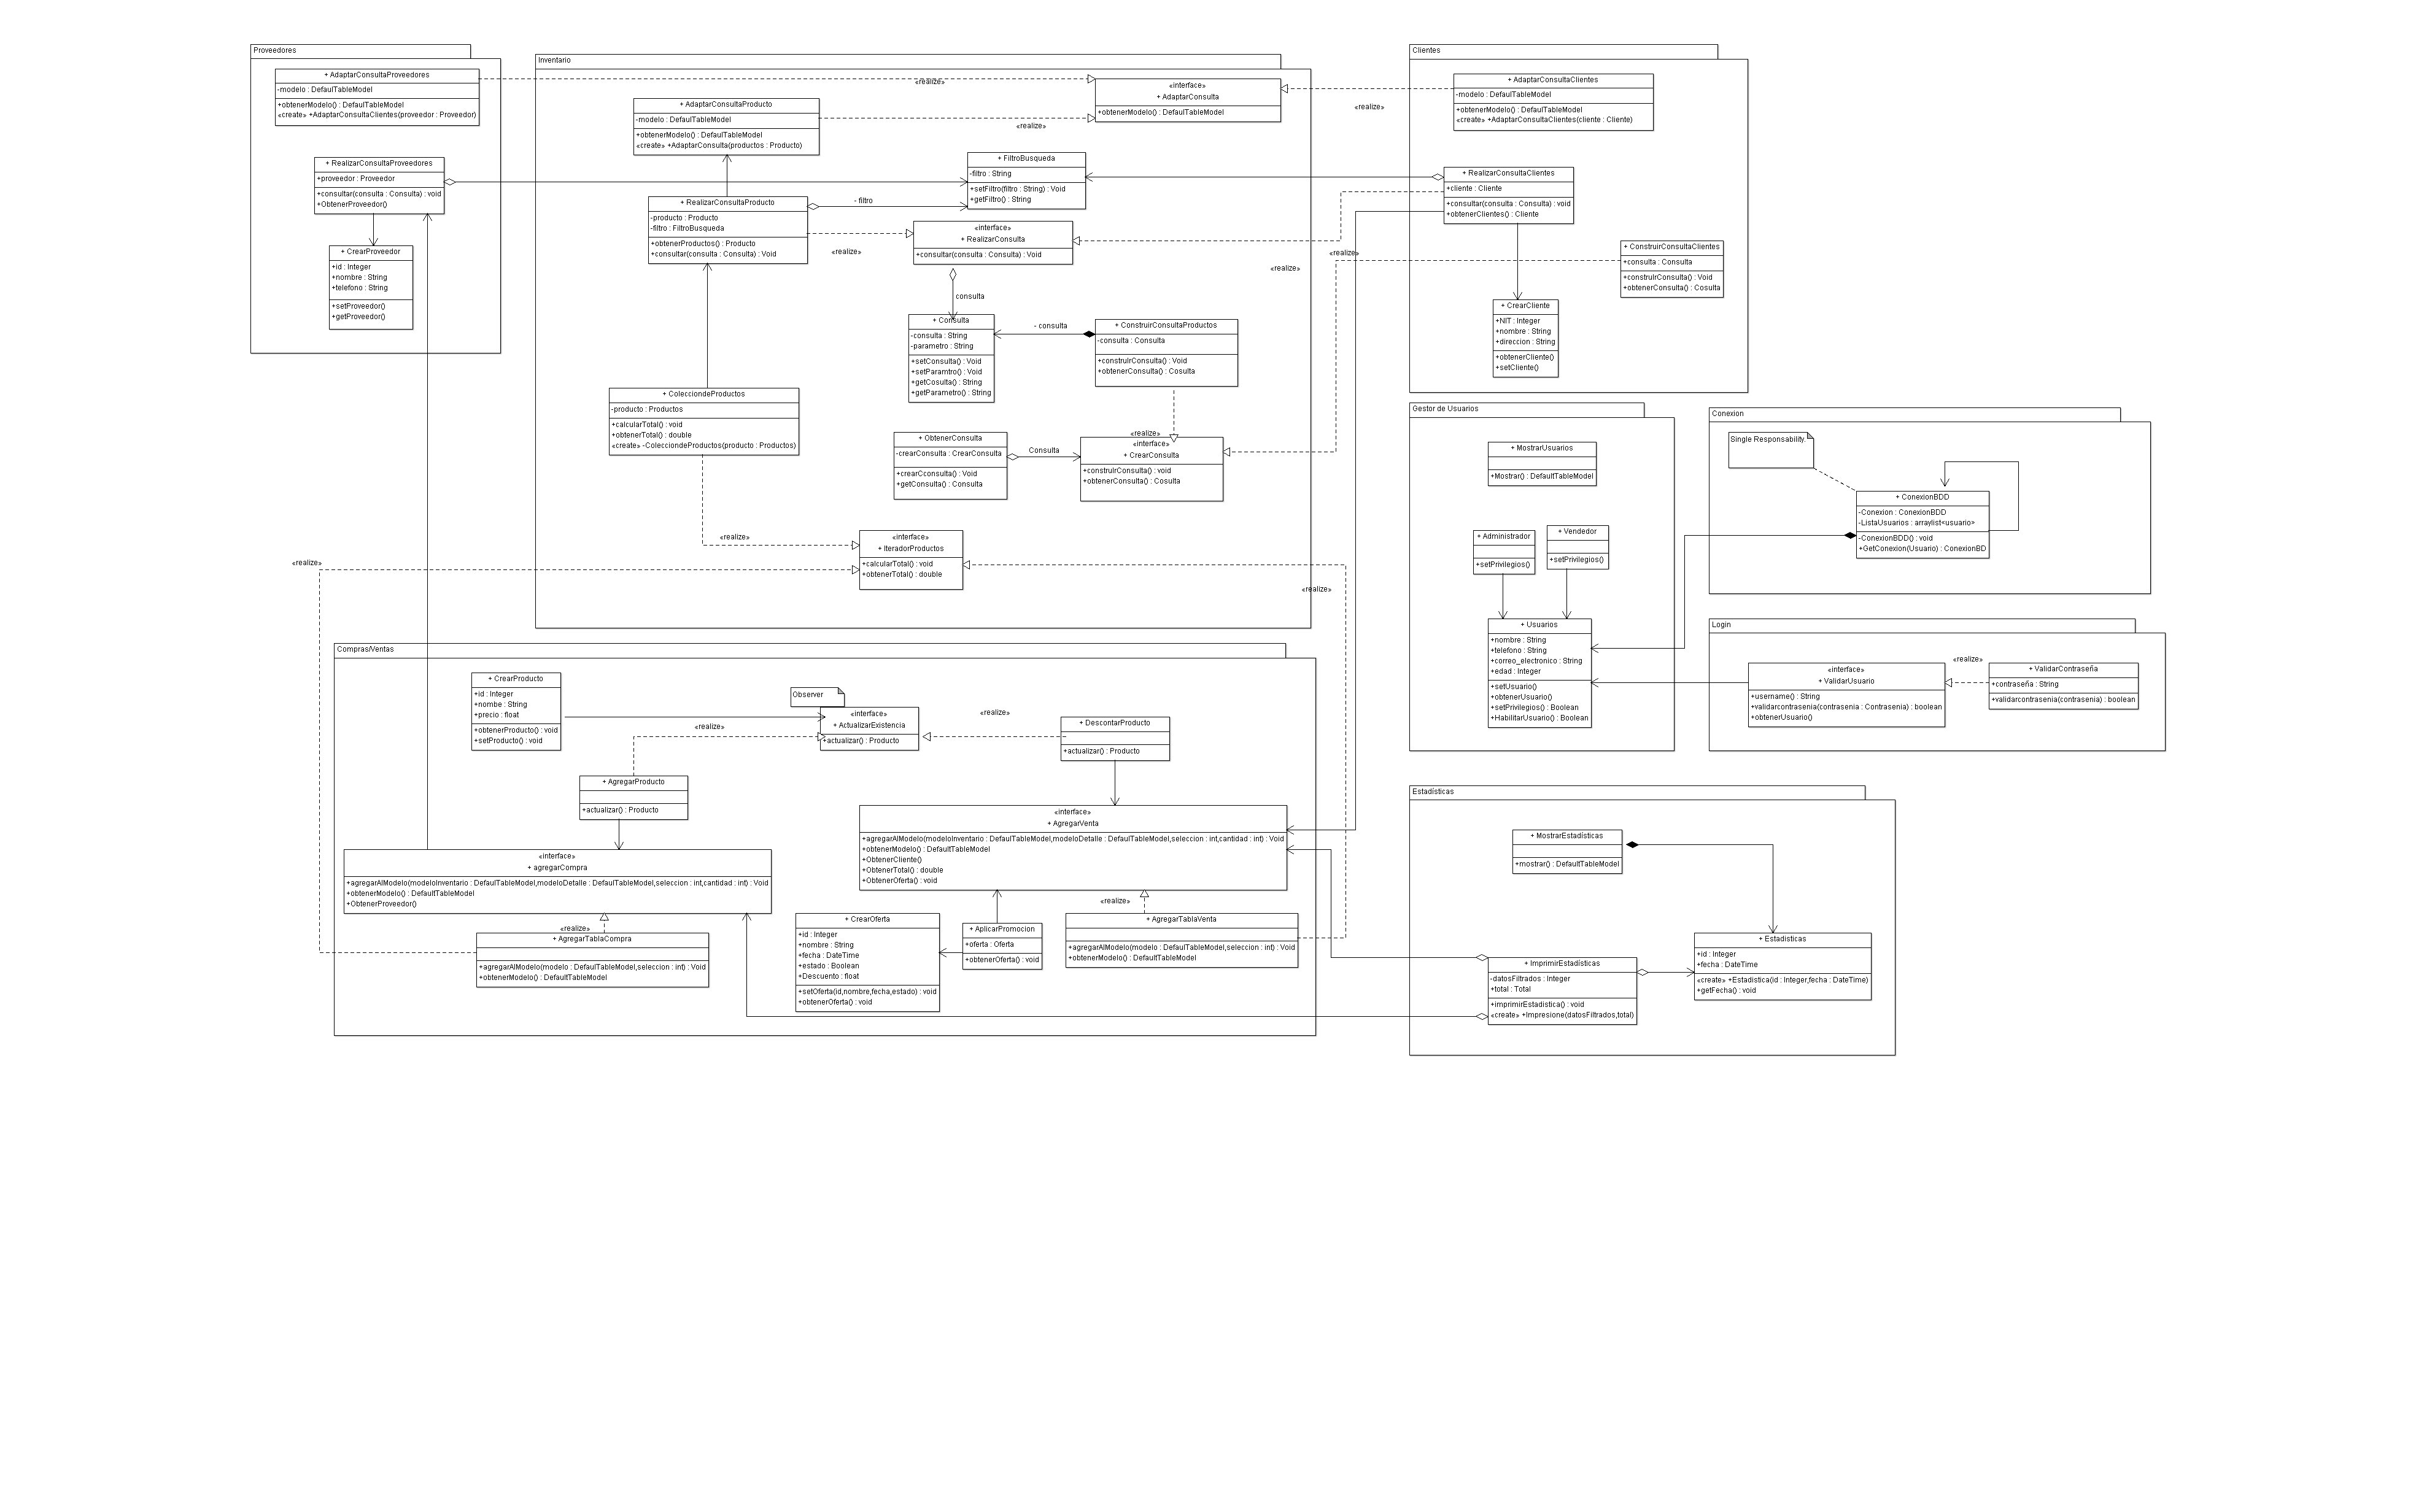 Proveedores
+ AdaptarConsultaProveedores
-modelo : DefaulTableModel
+obtenerModelo() : DefaulTableModel
«create» +AdaptarConsultaClientes(proveedor : Proveedor)
+ RealizarConsultaProveedores
+proveedor : Proveedor
+consultar(consulta : Consulta) : void
+ObtenerProveedor()
+ CrearProveedor
+id : Integer
+nombre : String
+telefono : String
+setProveedor()
+getProveedor()
Inventario
«realize»
«interface»
+ AdaptarConsulta
+obtenerModelo() : DefaulTableModel
+ AdaptarConsultaProducto
-modelo : DefaulTableModel
+obtenerModelo() : DefaulTableModel
«create» +AdaptarConsulta(productos : Producto)
«realize»
+ FiltroBusqueda
-filtro : String
+setFiltro(filtro : String) : Void
+getFiltro() : String
+ RealizarConsultaProducto
-producto : Producto
-filtro : FiltroBusqueda
+obtenerProductos() : Producto
+consultar(consulta : Consulta) : Void
- filtro
«realize»
«interface»
+ RealizarConsulta
+consultar(consulta : Consulta) : Void
«realize»
consulta
+ Consulta
-consulta : String
-parametro : String
+setConsulta() : Void
+setParamtro() : Void
+getCosulta() : String
+getParametro() : String
- consulta
+ ConstruirConsultaProductos
-consulta : Consulta
+construIrConsulta() : Void
+obtenerConsulta() : Cosulta
+ ColecciondeProductos
-producto : Productos
+calcularTotal() : void
+obtenerTotal() : double
«create» -ColecciondeProductos(producto : Productos)
+ ObtenerConsulta
-crearConsulta : CrearConsulta
+crearCconsulta() : Void
+getConsulta() : Consulta
Consulta
«realize»
«interface»
+ CrearConsulta
+construIrConsulta() : void
+obtenerConsulta() : Cosulta
«realize»
«interface»
+ IteradorProductos
+calcularTotal() : void
+obtenerTotal() : double
«realize»
«realize»
Clientes
+ AdaptarConsultaClientes
-modelo : DefaulTableModel
+obtenerModelo() : DefaulTableModel
«create» +AdaptarConsultaClientes(cliente : Cliente)
«realize»
+ RealizarConsultaClientes
+cliente : Cliente
+consultar(consulta : Consulta) : void
+obtenerClientes() : Cliente
«realize»
+ ConstruirConsultaClientes
+consulta : Consulta
+construIrConsulta() : Void
+obtenerConsulta() : Cosulta
+ CrearCliente
+NIT : Integer
+nombre : String
+direccion : String
+obtenerCliente()
+setCliente()
Gestor de Usuarios
+ MostrarUsuarios
+Mostrar() : DefaultTableModel
+ Administrador
+setPrivilegios()
+ Vendedor
+setPrivilegios()
+ Usuarios
+nombre : String
+telefono : String
+correo_electronico : String
+edad : Integer
+setUsuario()
+obtenerUsuario()
+setPrivilegios() : Boolean
+HabilitarUsuario() : Boolean
Conexion
Single Responsability.
+ ConexionBDD
-Conexion : ConexionBDD
-ListaUsuarios : arraylist<usuario>
-ConexionBDD() : void
+GetConexion(Usuario) : ConexionBD
Login
«interface»
+ ValidarUsuario
+username() : String
+validarcontrasenia(contrasenia : Contrasenia) : boolean
+obtenerUsuario()
«realize»
+ ValidarContraseña
+contraseña : String
+validarcontrasenia(contrasenia) : boolean
Compras/Ventas
+ CrearProducto
+id : Integer
+nombe : String
+precio : float
+obtenerProducto() : void
+setProducto() : void
Observer
«interface»
+ ActualizarExistencia
+actualizar() : Producto
«realize»
«realize»
+ DescontarProducto
+actualizar() : Producto
+ AgregarProducto
+actualizar() : Producto
«interface»
+ agregarCompra
+agregarAlModelo(modeloInventario : DefaulTableModel,modeloDetalle : DefaulTableModel,seleccion : int,cantidad : int) : Void
+obtenerModelo() : DefaultTableModel
+ObtenerProveedor()
«realize»
+ AgregarTablaCompra
+agregarAlModelo(modelo : DefaulTableModel,seleccion : int) : Void
+obtenerModelo() : DefaultTableModel
«interface»
+ AgregarVenta
+agregarAlModelo(modeloInventario : DefaulTableModel,modeloDetalle : DefaulTableModel,seleccion : int,cantidad : int) : Void
+obtenerModelo() : DefaultTableModel
+ObtenerCliente()
+ObtenerTotal() : double
+ObtenerOferta() : void
+ CrearOferta
+id : Integer
+nombre : String
+fecha : DateTime
+estado : Boolean
+Descuento : float
+setOferta(id,nombre,fecha,estado) : void
+obtenerOferta() : void
+ AplicarPromocion
+oferta : Oferta
+obtenerOferta() : void
«realize»
+ AgregarTablaVenta
+agregarAlModelo(modelo : DefaulTableModel,seleccion : int) : Void
+obtenerModelo() : DefaultTableModel
Estadísticas
+ MostrarEstadísticas
+mostrar() : DefaultTableModel
+ Estadisticas
+id : Integer
+fecha : DateTime
«create» +Estadistica(id : Integer,fecha : DateTime)
+getFecha() : void
+ ImprimirEstadísticas
-datosFiltrados : Integer
+total : Total
+imprimirEstadistica() : void
«create» +Impresione(datosFiltrados,total)